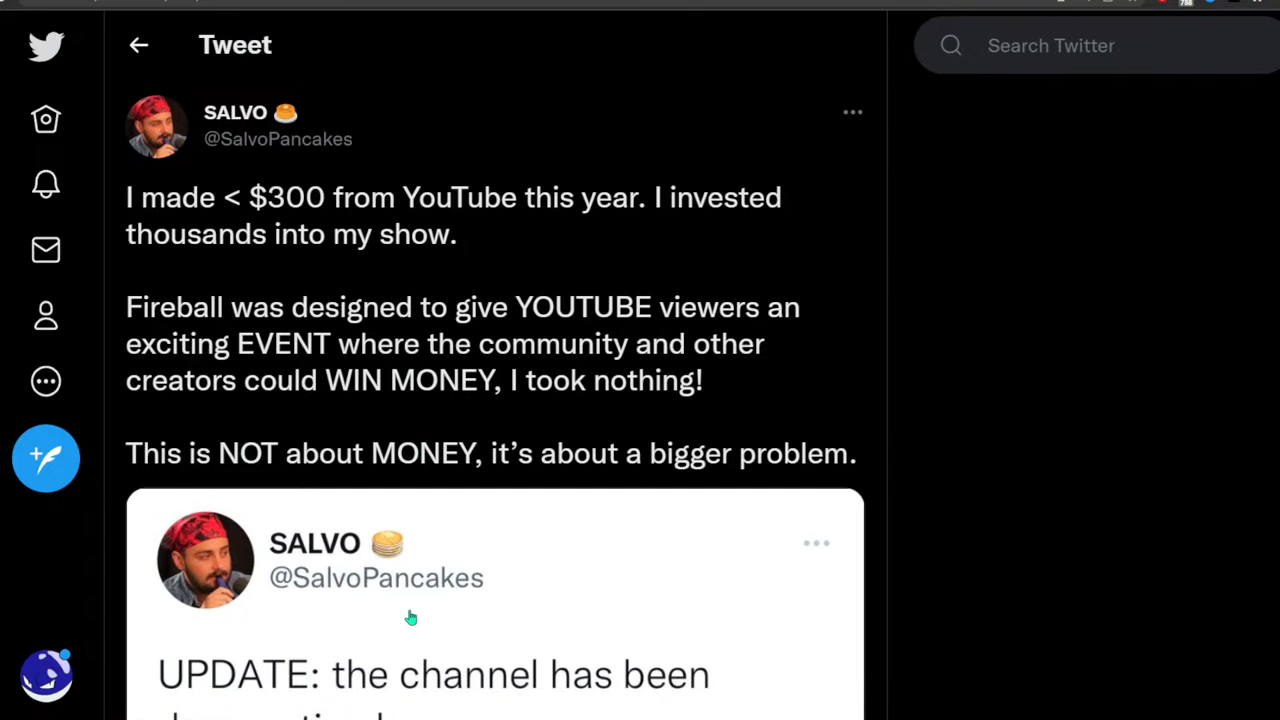 Tweet
Search Twitter
SALVO 🥞
@SalvoPancakes
I made < $300 from YouTube this year. I invested
thousands into my show.
Fireball was designed to give YOUTUBE viewers an
exciting EVENT where the community and other
creators could WIN MONEY, I took nothing!
This is NOT about MONEY, it’s about a bigger problem.
SALVO 🥞
@SalvoPancakes
UPDATE: the channel has been